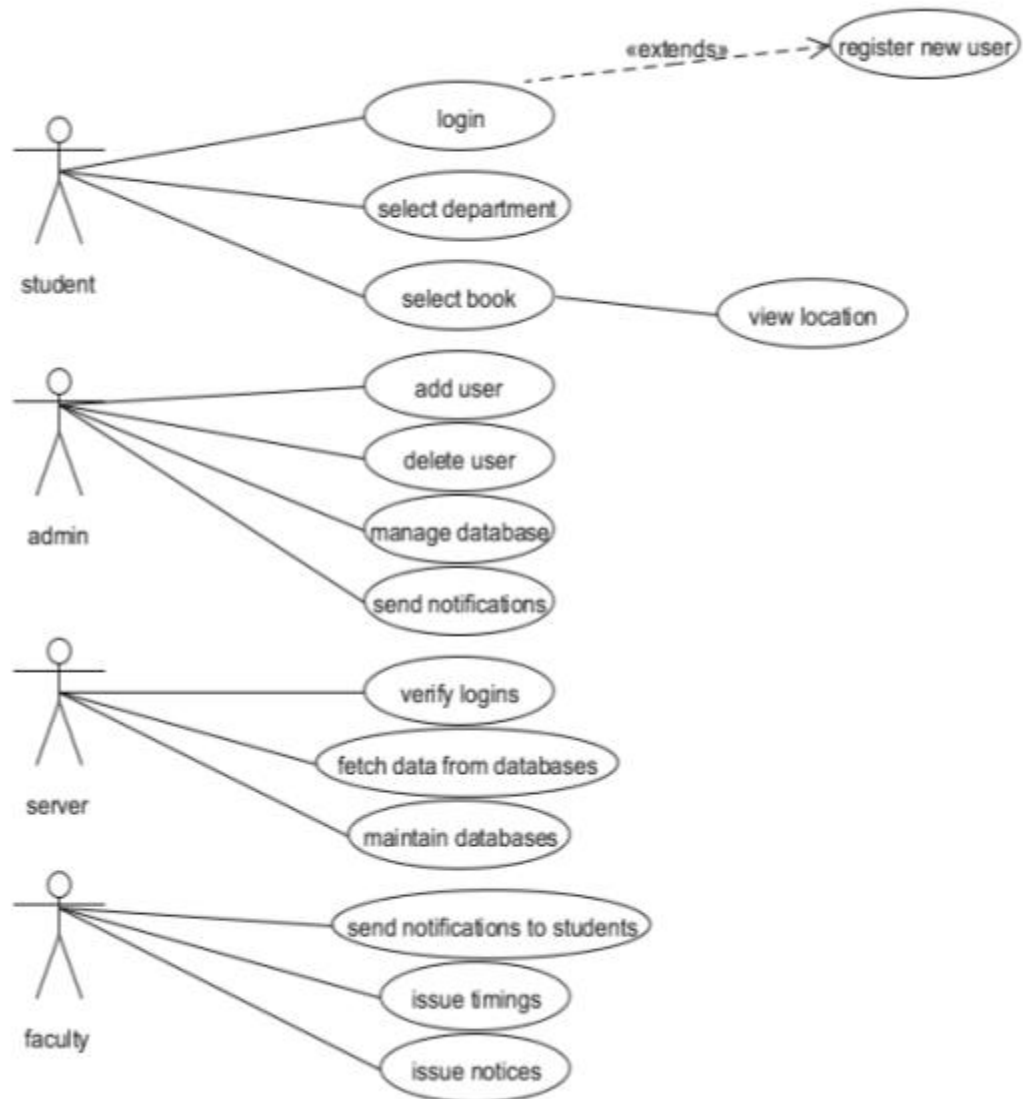 «extends»
register new user
login
select department
student
select book
view location
add user
delete user
admin
manage database
send notifications
verify logins
fetch data from databases
server
maintain databases
send notifications to students
issue timings
faculty
issue notices